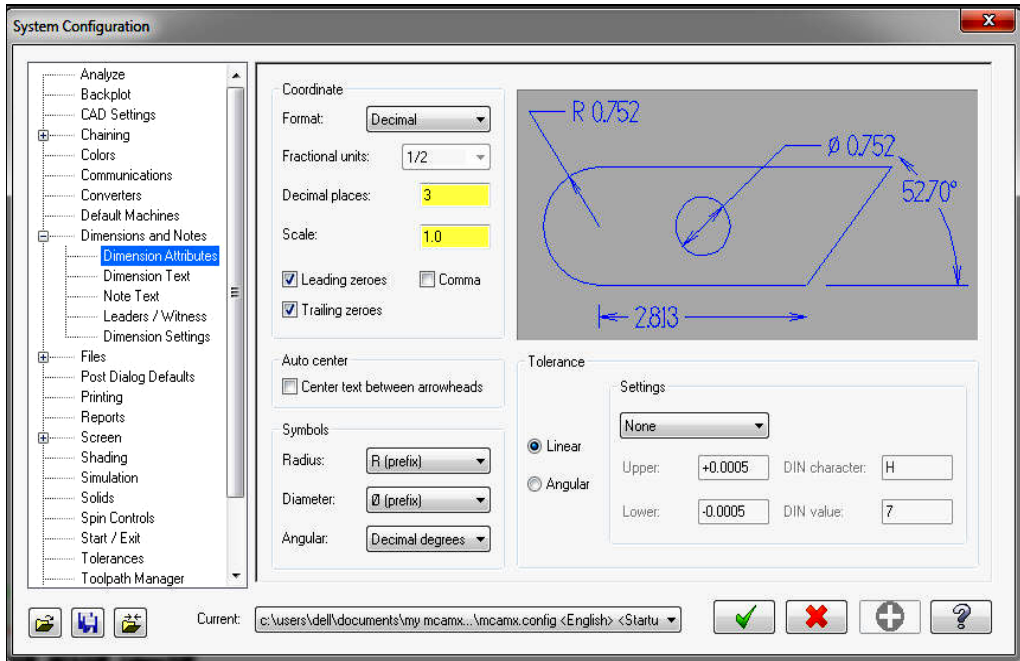 System Configuration
Analyze
Backplot
CAD Settings
Chaining
Colors
Communications
Converters
Default Machines
Dimensions and Notes
Dimension Attributes
Dimension Text
Note Text
Leaders / Witness
Dimension Settings
Files
Post Dialog Defaults
Printing
Reports
Screen
Shading
Simulation
Solids
Spin Controls
Start / Exit
Tolerances
Toolpath Manager
Coordinate
Format: Decimal
Fractional units: 1/2
Decimal places: 3
Scale: 1.0
Leading zeroes Comma
Trailing zeroes
Auto center
Center text between arrowheads
Symbols
Radius: R (prefix)
Diameter: Ø (prefix)
Angular: Decimal degrees
R 0.752
Ø 0.752
52.70°
2.813
Tolerance
Linear
Angular
Settings
None
Upper: +0.0005 DIN character: H
Lower: -0.0005 DIN value: 7
Current: c:\users\dell\documents\my mcamx...\mcamx.config <English> <Startu